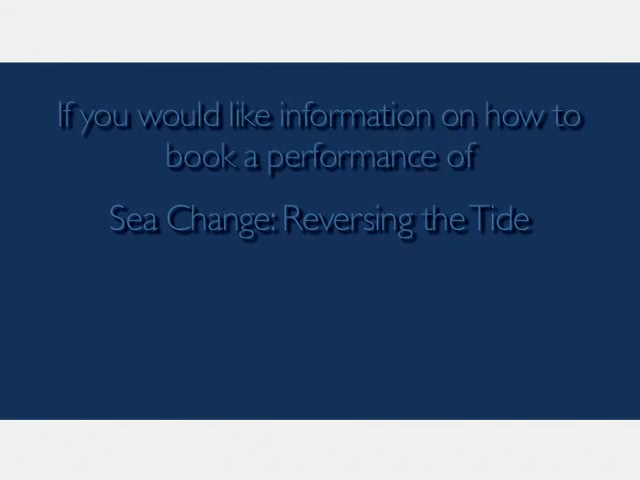 If you would like information on how to
book a performance of
Sea Change: Reversing the Tide